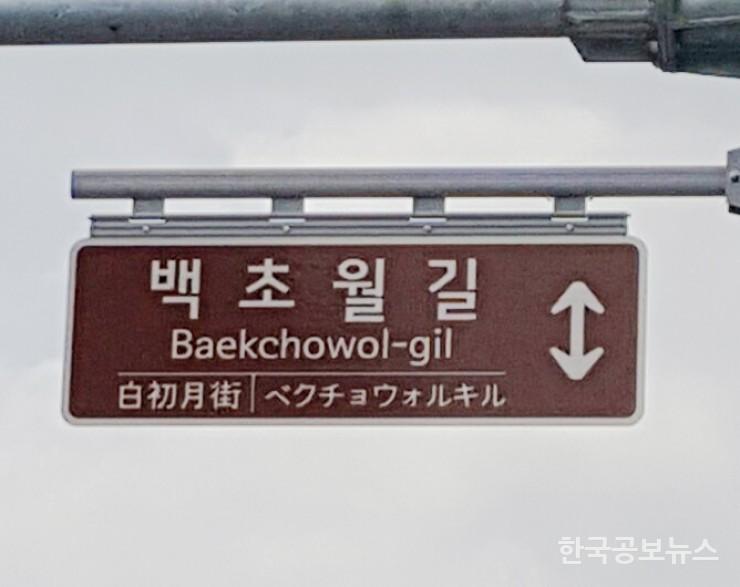 백초월길
Baekchowol-gil
白初月街 ベクチョウォルキル
한국공보뉴스